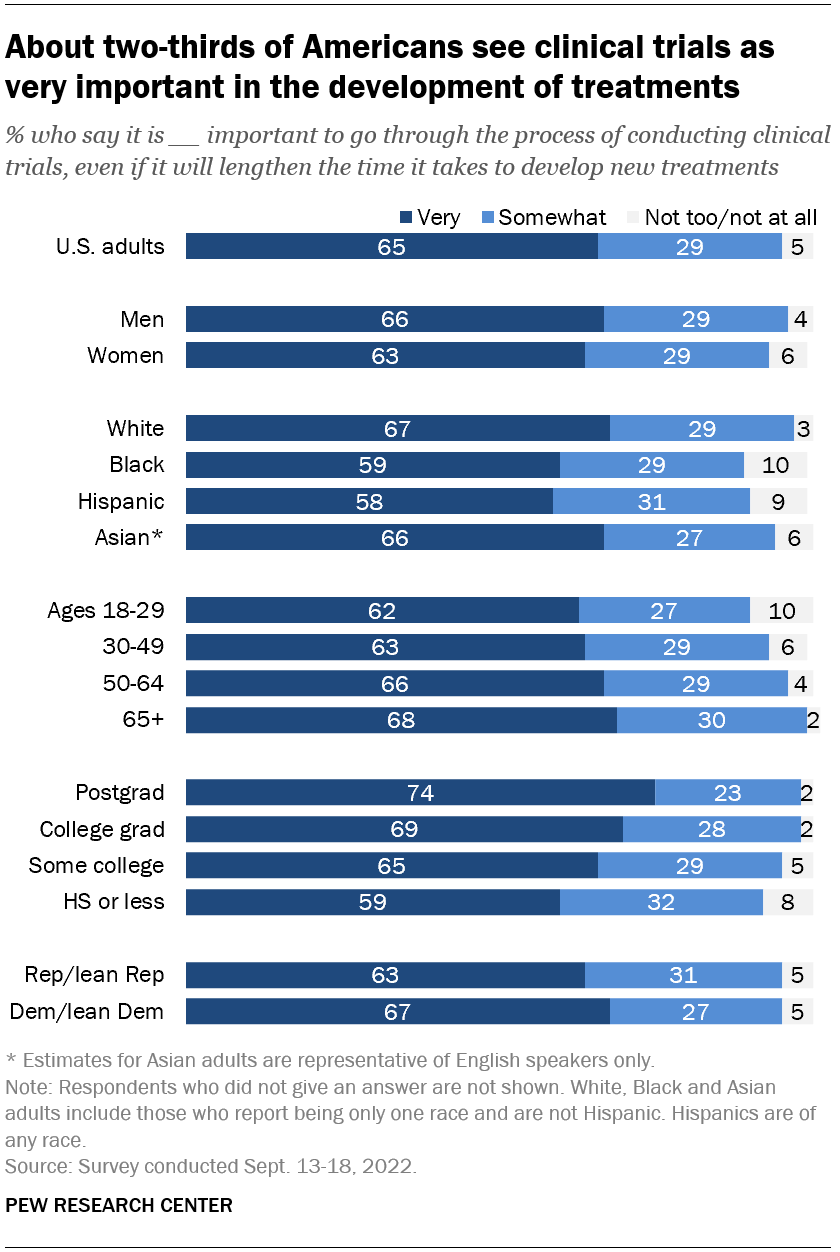 About two-thirds of Americans see clinical trials as
very important in the development of treatments
% who say it is __ important to go through the process of conducting clinical
trials, even if it will lengthen the time it takes to develop new treatments
Very Somewhat Not too/not at all
U.S. adults 65 29 5
Men 66 29 4
Women 63 29 6
White 67 29 3
Black 59 29 10
Hispanic 58 31 9
Asian* 66 27 6
Ages 18-29 62 27 10
30-49 63 29 6
50-64 66 29 4
65+ 68 30 2
Postgrad 74 23 2
College grad 69 28 2
Some college 65 29 5
HS or less 59 32 8
Rep/lean Rep 63 31 5
Dem/lean Dem 67 27 5
* Estimates for Asian adults are representative of English speakers only.
Note: Respondents who did not give an answer are not shown. White, Black and Asian
adults include those who report being only one race and are not Hispanic. Hispanics are of
any race.
Source: Survey conducted Sept. 13-18, 2022.
PEW RESEARCH CENTER